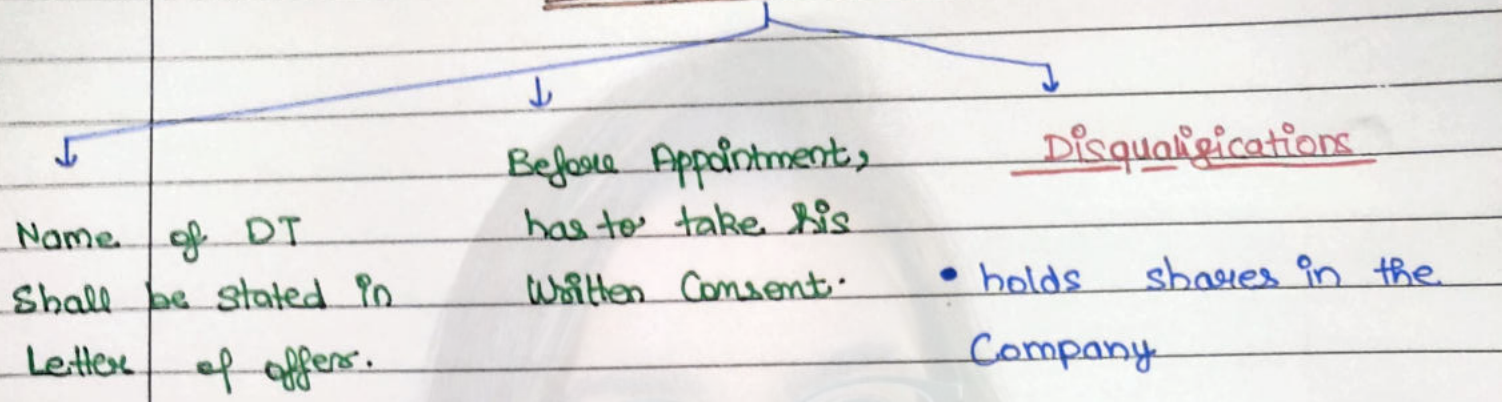 Name of DT
Shall be stated in
Letter of offer.
Before Appointment,
has to take his
Written Consent.
Disqualifications
• holds shares in the
Company